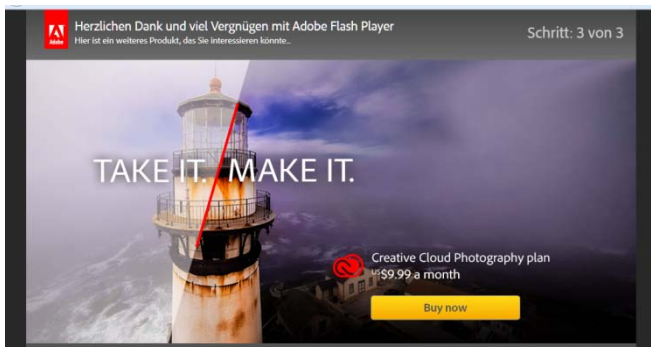 Adobe
Herzlichen Dank und viel Vergnügen mit Adobe Flash Player
Hier ist ein weiteres Produkt, das Sie interessieren könnte...
Schritt: 3 von 3
TAKE IT. MAKE IT.
Creative Cloud Photography plan
US$9.99 a month
Buy now